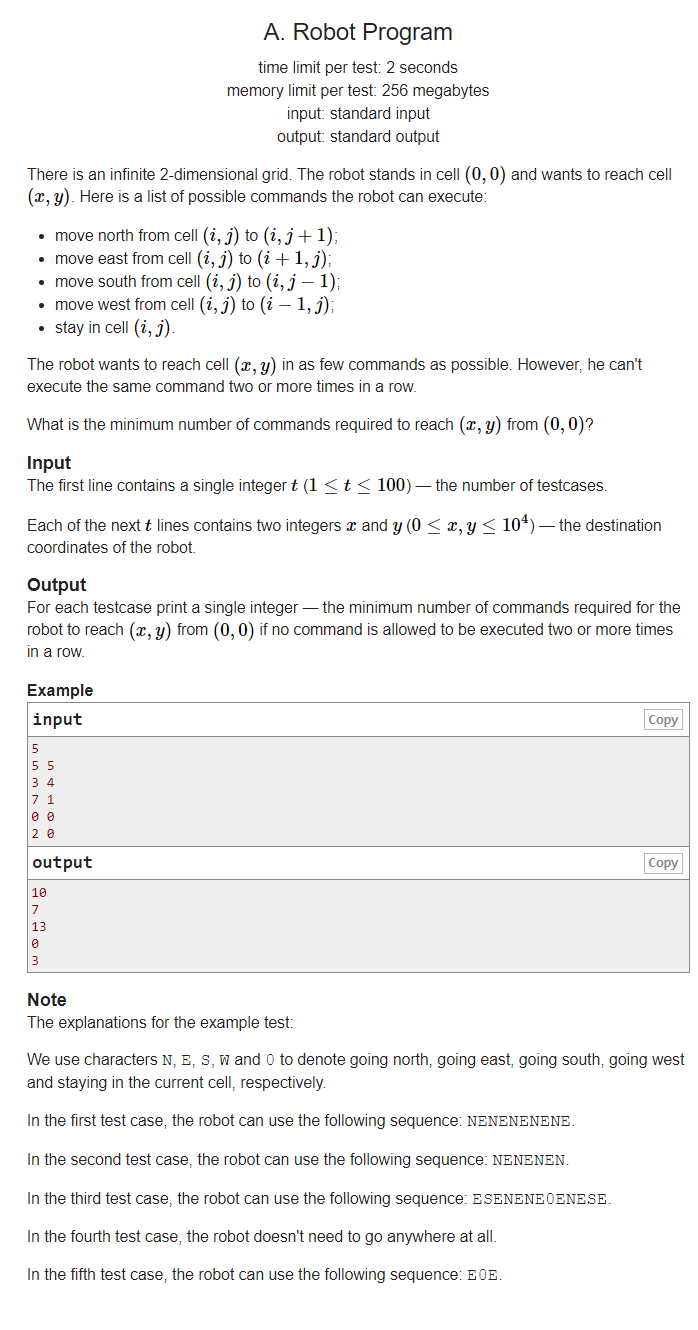 A. Robot Program
time limit per test: 2 seconds
memory limit per test: 256 megabytes
input: standard input
output: standard output
There is an infinite 2-dimensional grid. The robot stands in cell (0, 0) and wants to reach cell
(x, y). Here is a list of possible commands the robot can execute:
• move north from cell (i, j) to (i, j + 1);
• move east from cell (i, j) to (i + 1, j);
• move south from cell (i, j) to (i, j − 1);
• move west from cell (i, j) to (i − 1, j);
• stay in cell (i, j).
The robot wants to reach cell (x, y) in as few commands as possible. However, he can't
execute the same command two or more times in a row.
What is the minimum number of commands required to reach (x, y) from (0, 0)?
Input
The first line contains a single integer t (1 ≤ t ≤ 100) — the number of testcases.
Each of the next t lines contains two integers x and y (0 ≤ x, y ≤ 10⁴) — the destination
coordinates of the robot.
Output
For each testcase print a single integer — the minimum number of commands required for the
robot to reach (x, y) from (0, 0) if no command is allowed to be executed two or more times
in a row.
Example
input Copy
5
5 5
3 4
7 1
0 0
2 0
output Copy
10
7
13
0
3
Note
The explanations for the example test:
We use characters N, E, S, W and 0 to denote going north, going east, going south, going west
and staying in the current cell, respectively.
In the first test case, the robot can use the following sequence: NENENENENE.
In the second test case, the robot can use the following sequence: NENENEN.
In the third test case, the robot can use the following sequence: ESENENE0ENESE.
In the fourth test case, the robot doesn't need to go anywhere at all.
In the fifth test case, the robot can use the following sequence: E0E.